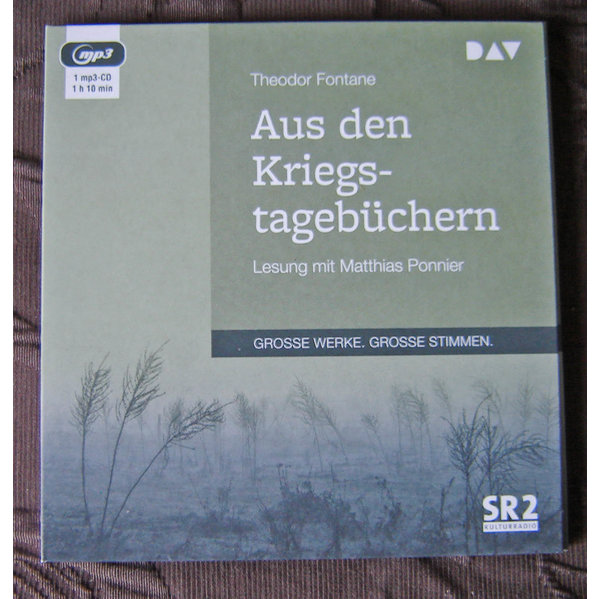 mp3
1 mp3-CD
1 h 10 min
DAV
Theodor Fontane
Aus den
Kriegs-
tagebüchern
Lesung mit Matthias Ponnier
GROSSE WERKE. GROSSE STIMMEN.
SR2
KULTURRADIO